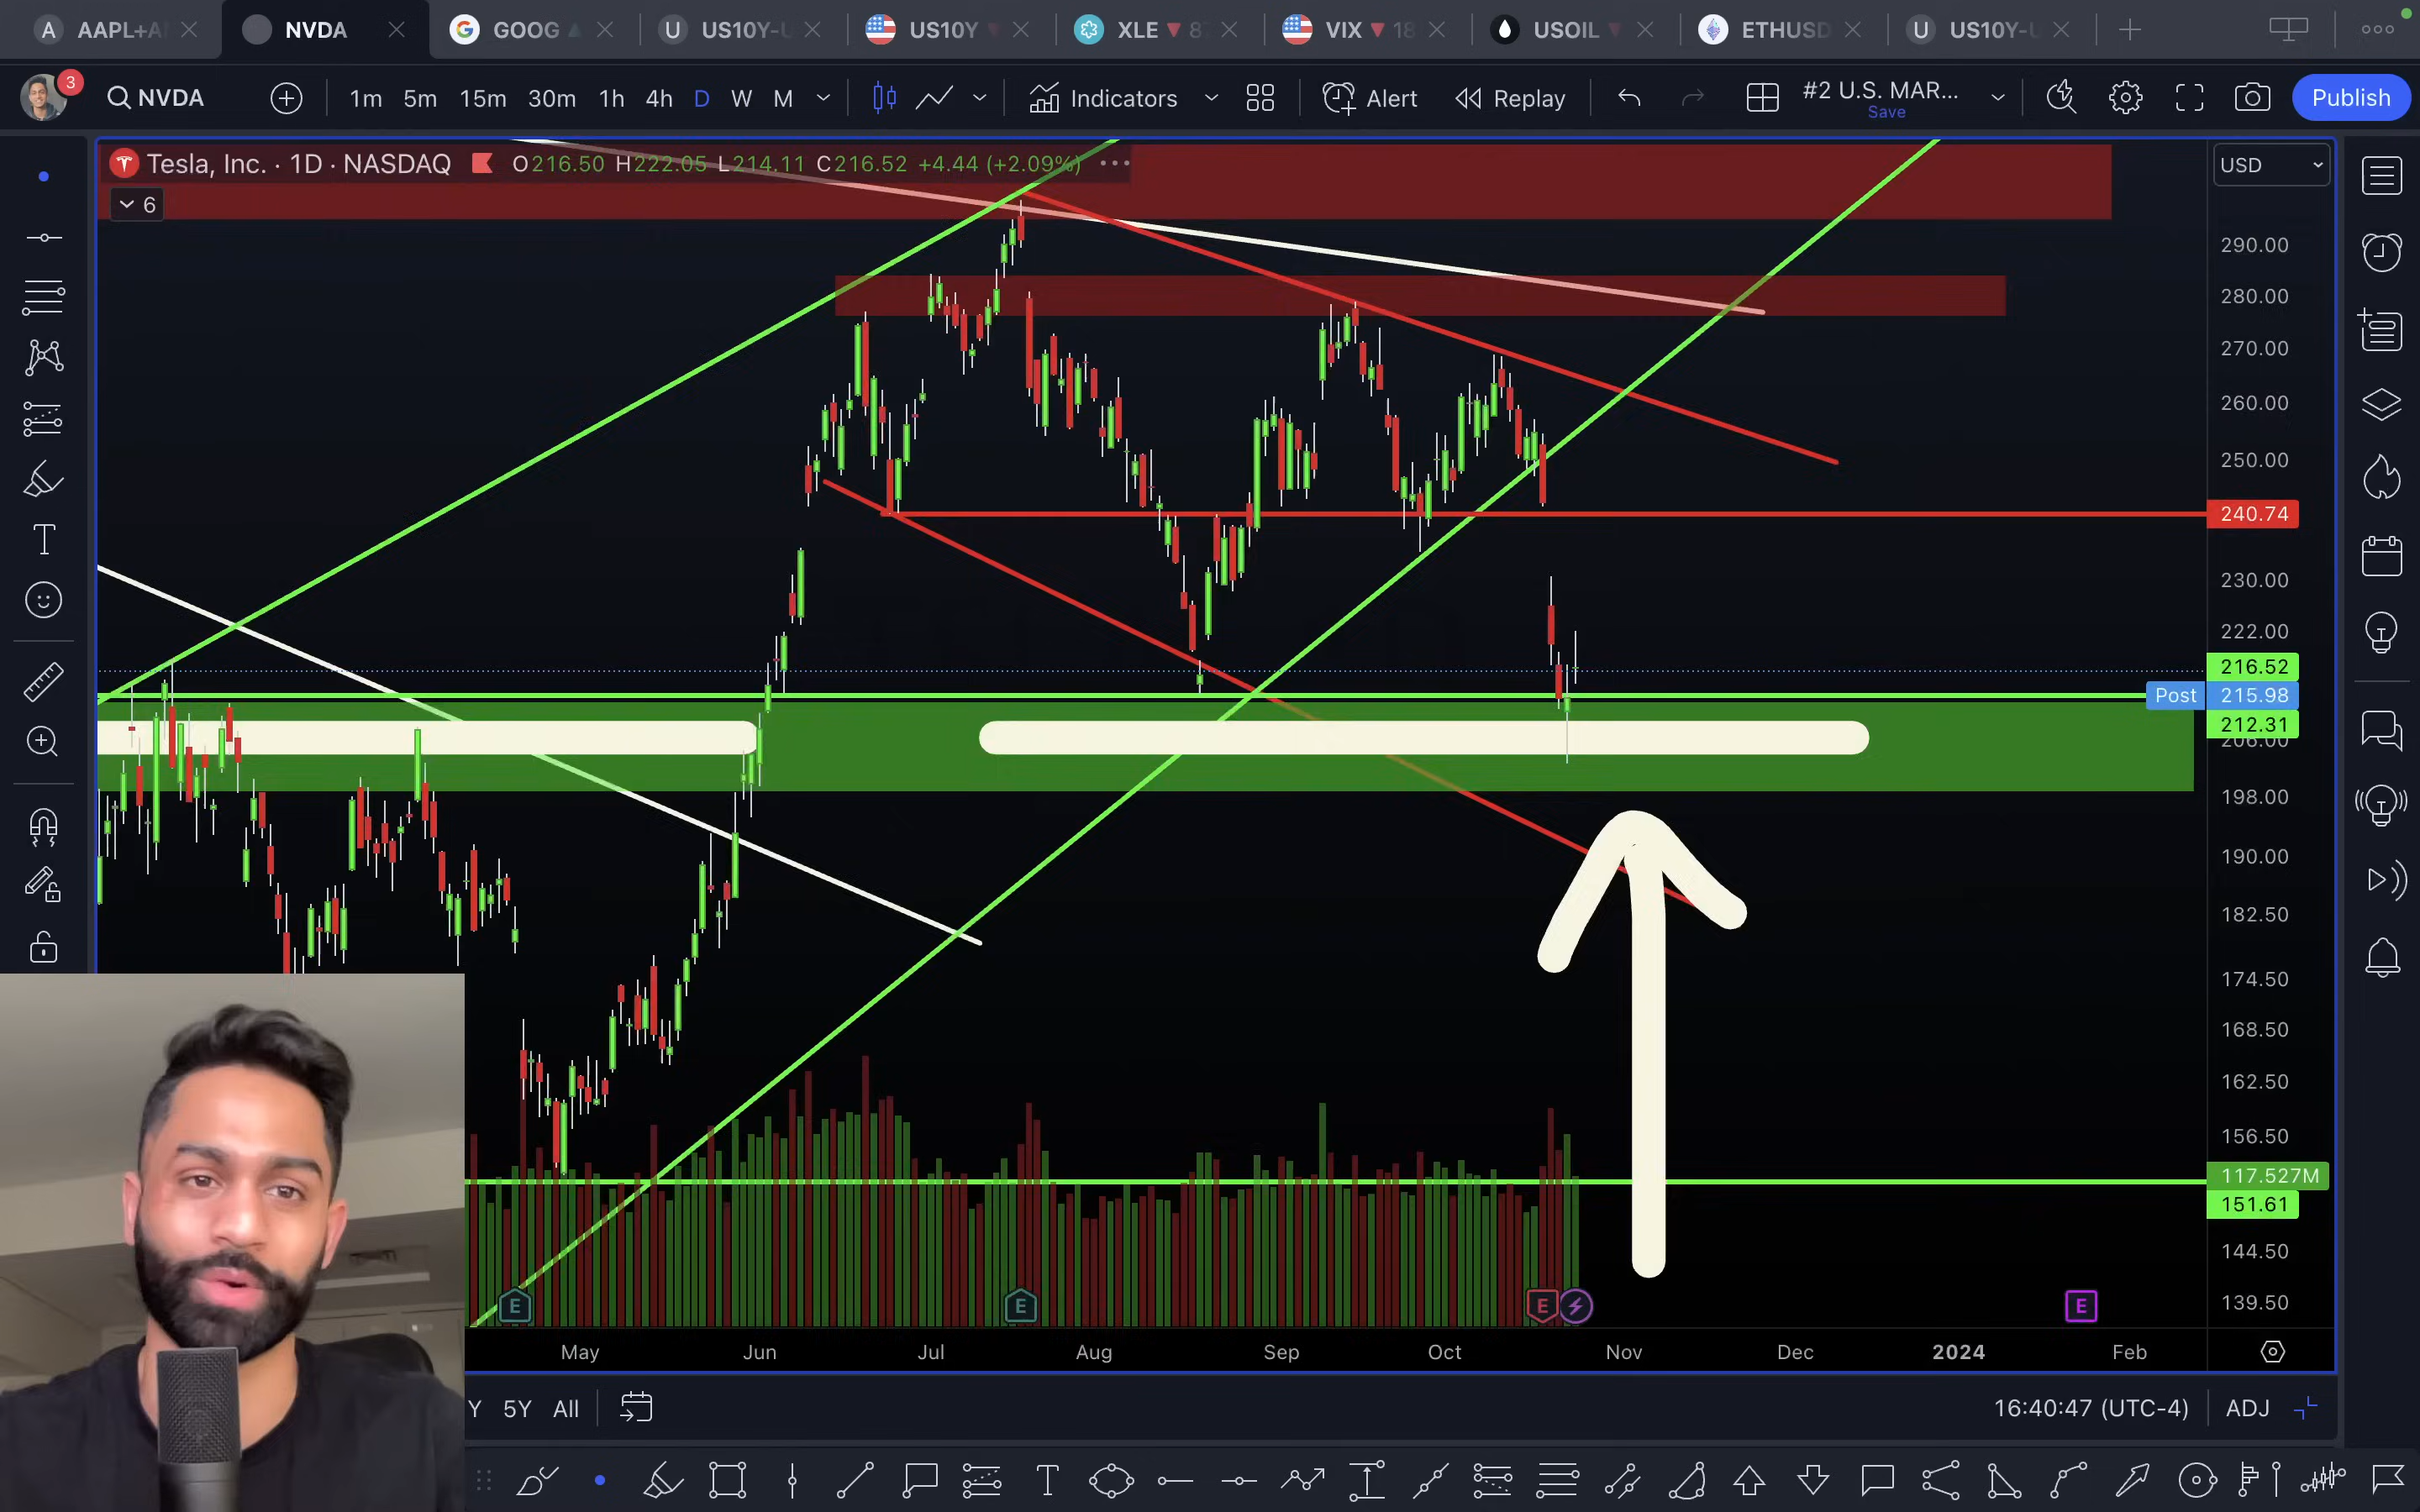 A AAPL+A
NVDA
GOOG
U US10Y-U
US10Y
XLE 8
VIX 18
USOIL
ETHUSD
U US10Y-U
3
NVDA
1m 5m 15m 30m 1h 4h D W M
Indicators
Alert
Replay
#2 U.S. MAR...
Save
Publish
Tesla, Inc. · 1D · NASDAQ O216.50 H222.05 L214.11 C216.52 +4.44 (+2.09%)
6
USD
290.00
280.00
270.00
260.00
250.00
240.74
230.00
222.00
216.52
Post 215.98
212.31
206.00
198.00
190.00
182.50
174.50
168.50
162.50
156.50
117.527M
151.61
144.50
139.50
E E E E
May Jun Jul Aug Sep Oct Nov Dec 2024 Feb
Y 5Y All
16:40:47 (UTC-4) ADJ